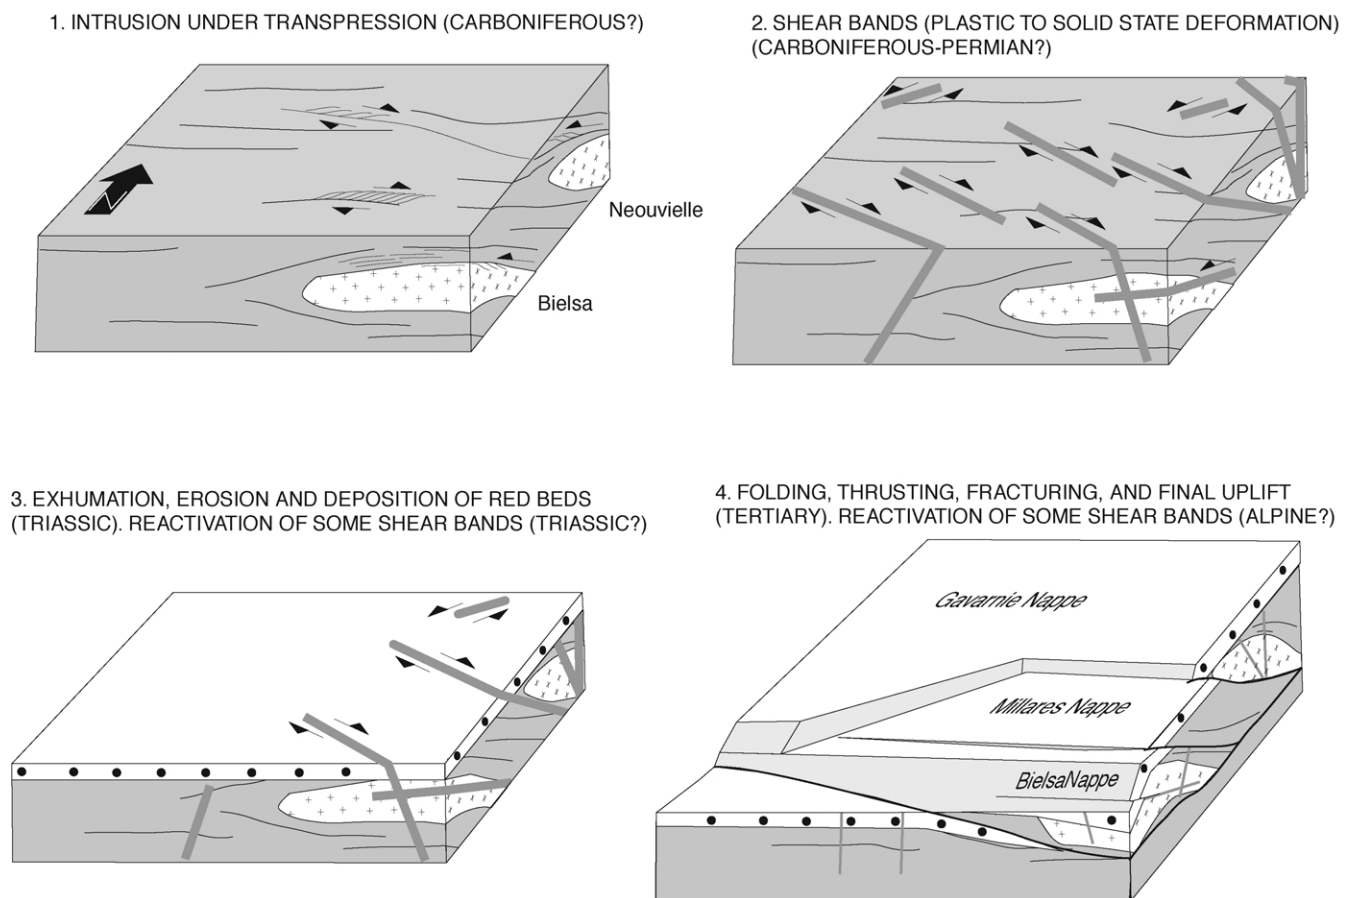 1. INTRUSION UNDER TRANSPRESSION (CARBONIFEROUS?)
Neouvielle
Bielsa
2. SHEAR BANDS (PLASTIC TO SOLID STATE DEFORMATION)
(CARBONIFEROUS-PERMIAN?)
3. EXHUMATION, EROSION AND DEPOSITION OF RED BEDS
(TRIASSIC). REACTIVATION OF SOME SHEAR BANDS (TRIASSIC?)
4. FOLDING, THRUSTING, FRACTURING, AND FINAL UPLIFT
(TERTIARY). REACTIVATION OF SOME SHEAR BANDS (ALPINE?)
Gavarnie Nappe
Millares Nappe
BielsaNappe